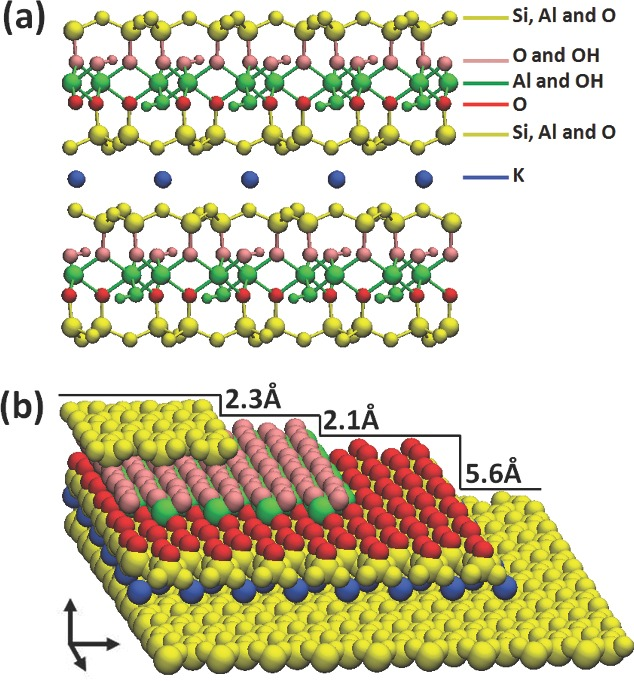 (a)
Si, Al and O
O and OH
Al and OH
O
Si, Al and O
K
(b)
2.3Å
2.1Å
5.6Å